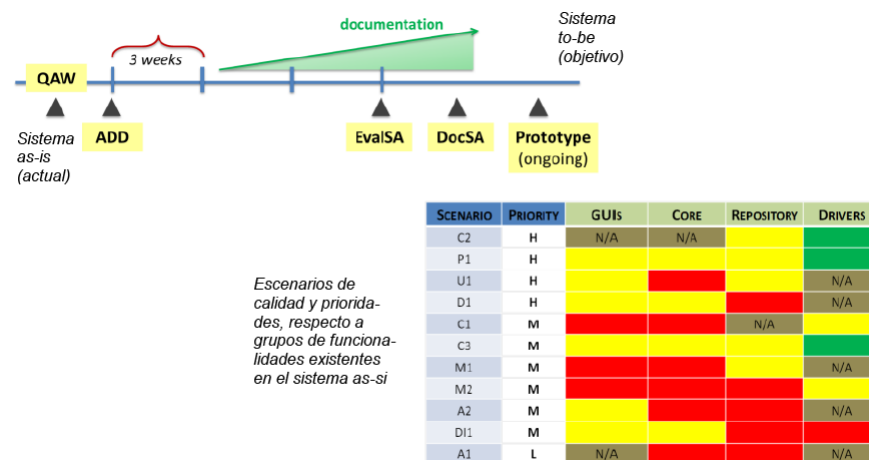 documentation
Sistema
to-be
(objetivo)
3 weeks
QAW
Sistema
as-is
(actual)
ADD
EvalSA
DocSA
Prototype
(ongoing)
Escenarios de
calidad y priorida-
des, respecto a
grupos de funciona-
lidades existentes
en el sistema as-si
SCENARIO PRIORITY GUIs CORE REPOSITORY DRIVERS
C2 H N/A N/A
P1 H
U1 H N/A
D1 H N/A
C1 M N/A
C3 M
M1 M N/A
M2 M
A2 M N/A
DI1 M
A1 L N/A N/A